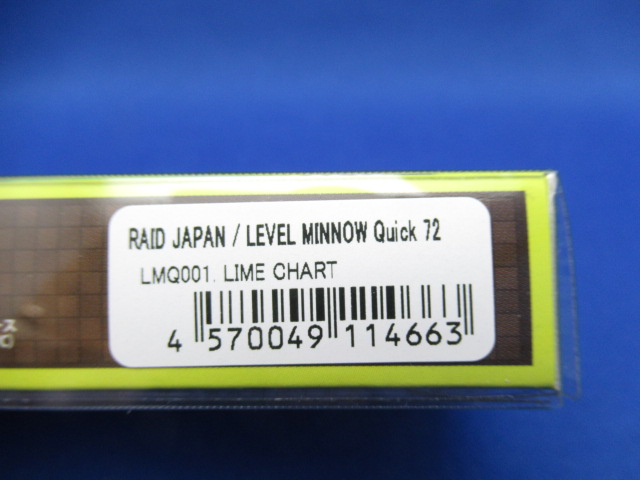 RAID JAPAN / LEVEL MINNOW Quick 72
LMQ001. LIME CHART
4 570049 114663